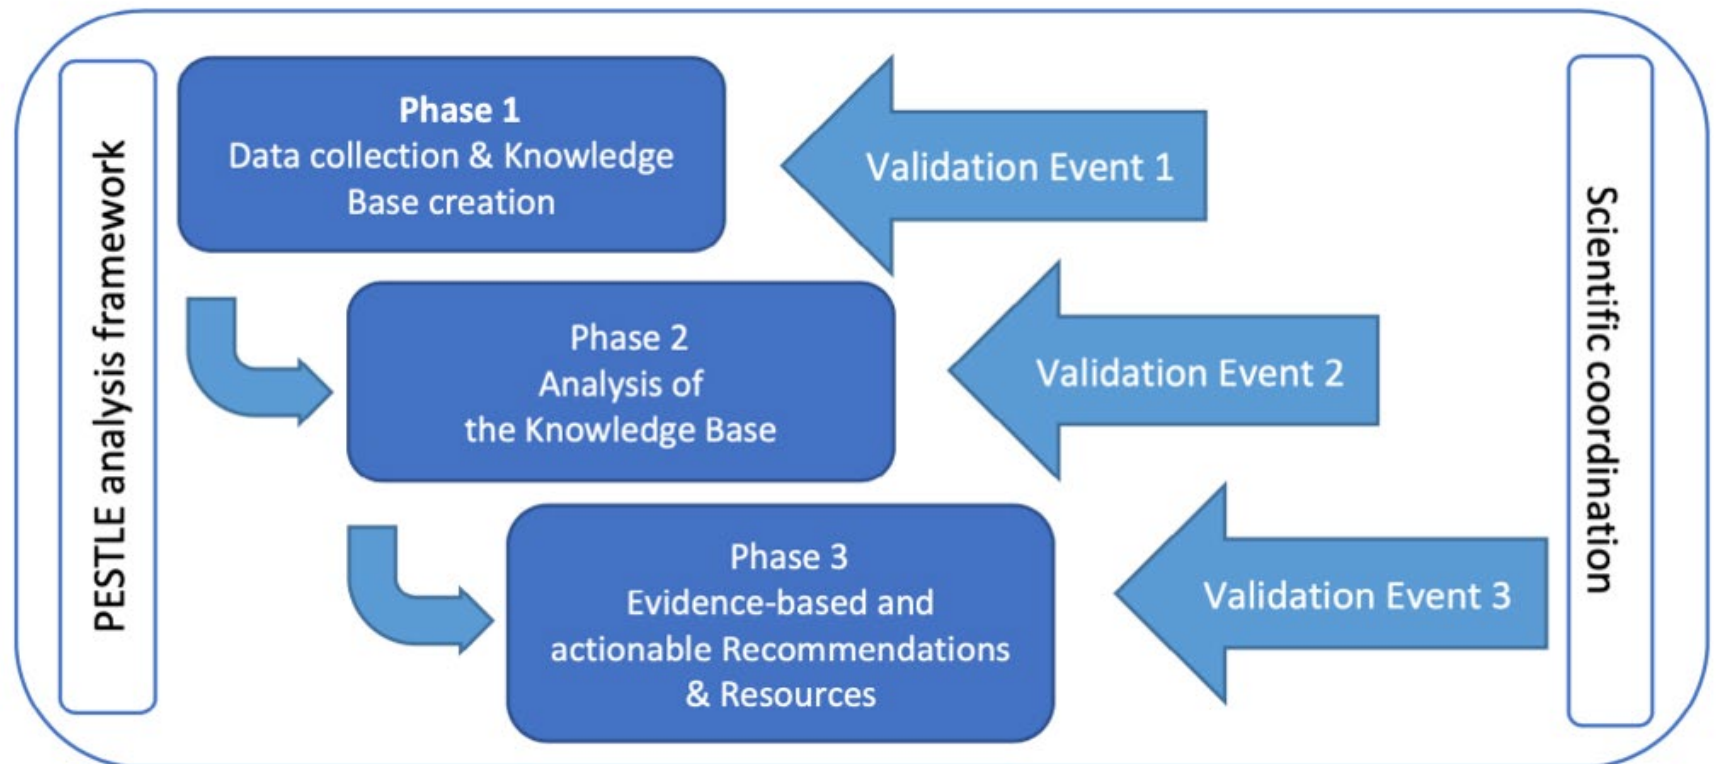 PESTLE analysis framework
Phase 1
Data collection & Knowledge
Base creation
Validation Event 1
Phase 2
Analysis of
the Knowledge Base
Validation Event 2
Phase 3
Evidence-based and
actionable Recommendations
& Resources
Validation Event 3
Scientific coordination